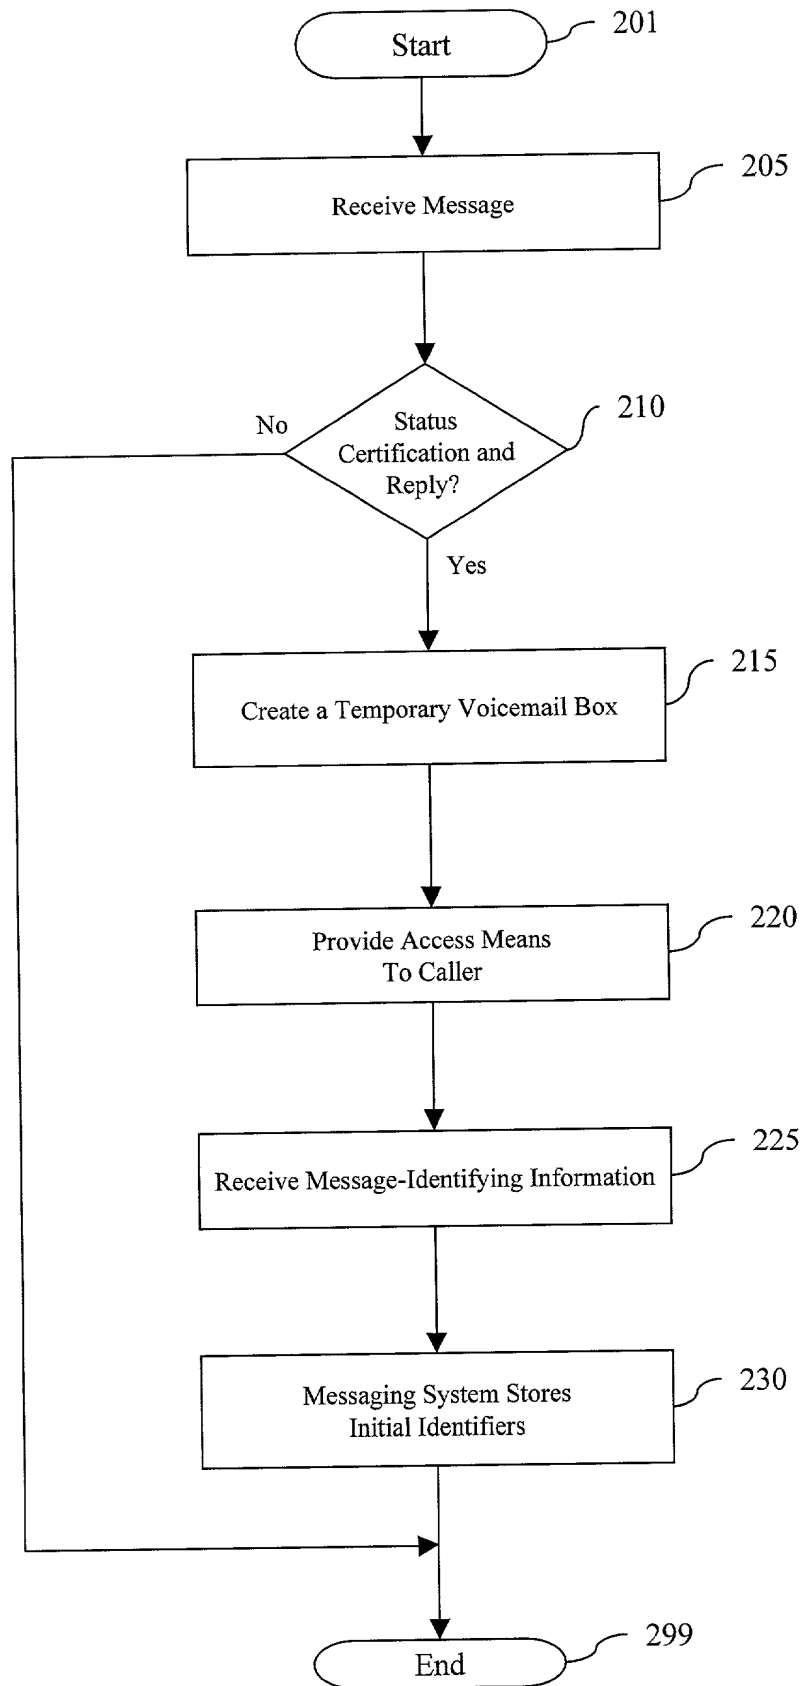 Start
201
Receive Message
205
No
Status
Certification and
Reply?
210
Yes
Create a Temporary Voicemail Box
215
Provide Access Means
To Caller
220
Receive Message-Identifying Information
225
Messaging System Stores
Initial Identifiers
230
End
299